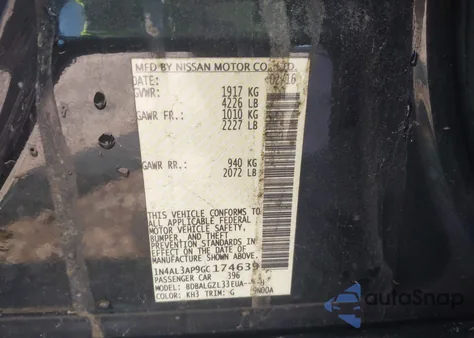 MFD BY NISSAN MOTOR CO., LTD.
DATE: 02/16
GVWR: 1917 KG
4226 LB
GAWR FR: 1010 KG
2227 LB
GAWR RR: 940 KG
2072 LB
THIS VEHICLE CONFORMS TO
ALL APPLICABLE FEDERAL
MOTOR VEHICLE SAFETY,
BUMPER, AND THEFT
PREVENTION STANDARDS
IN EFFECT ON THE DATE OF
MANUFACTURE SHOWN ABOVE.
1N4AL3AP9GC174639
PASSENGER CAR 396
MODEL: BDBALGZL33EUA
COLOR: KH3 TRIM: G
autoSnap